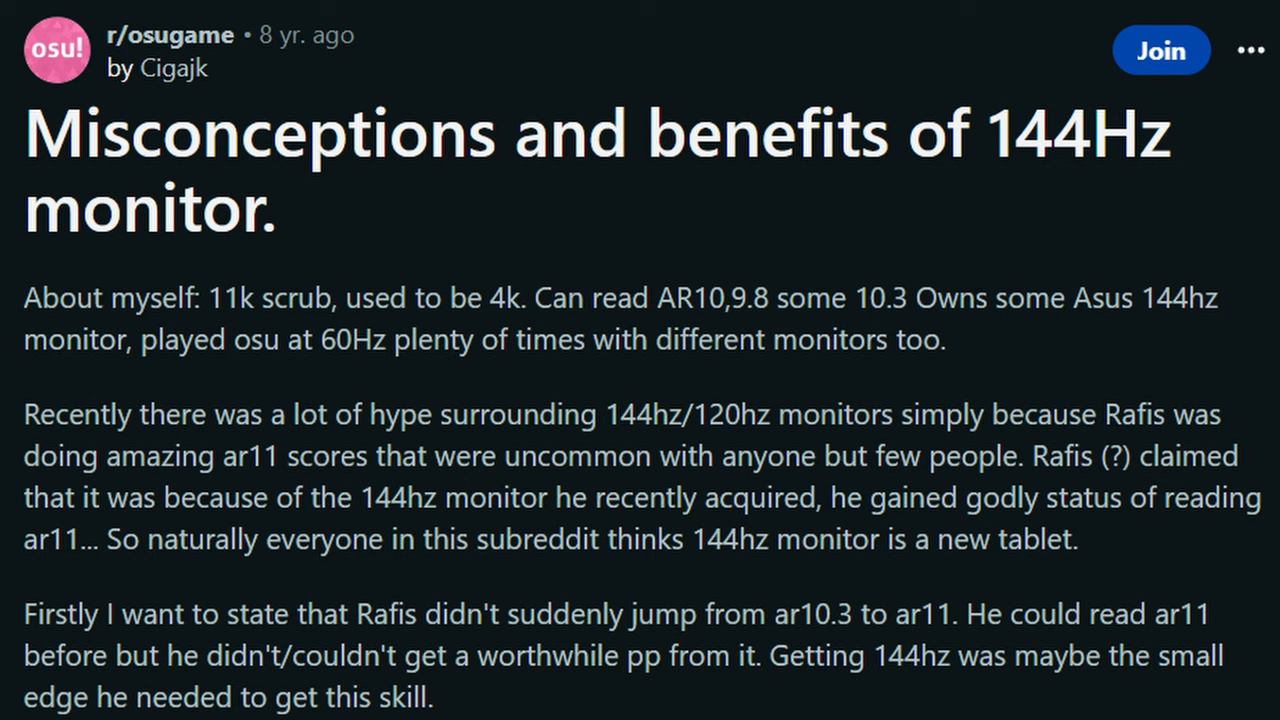 osu!
r/osugame • 8 yr. ago
by Cigajk
Join
Misconceptions and benefits of 144Hz
monitor.
About myself: 11k scrub, used to be 4k. Can read AR10,9.8 some 10.3 Owns some Asus 144hz
monitor, played osu at 60Hz plenty of times with different monitors too.
Recently there was a lot of hype surrounding 144hz/120hz monitors simply because Rafis was
doing amazing ar11 scores that were uncommon with anyone but few people. Rafis (?) claimed
that it was because of the 144hz monitor he recently acquired, he gained godly status of reading
ar11... So naturally everyone in this subreddit thinks 144hz monitor is a new tablet.
Firstly I want to state that Rafis didn't suddenly jump from ar10.3 to ar11. He could read ar11
before but he didn't/couldn't get a worthwhile pp from it. Getting 144hz was maybe the small
edge he needed to get this skill.